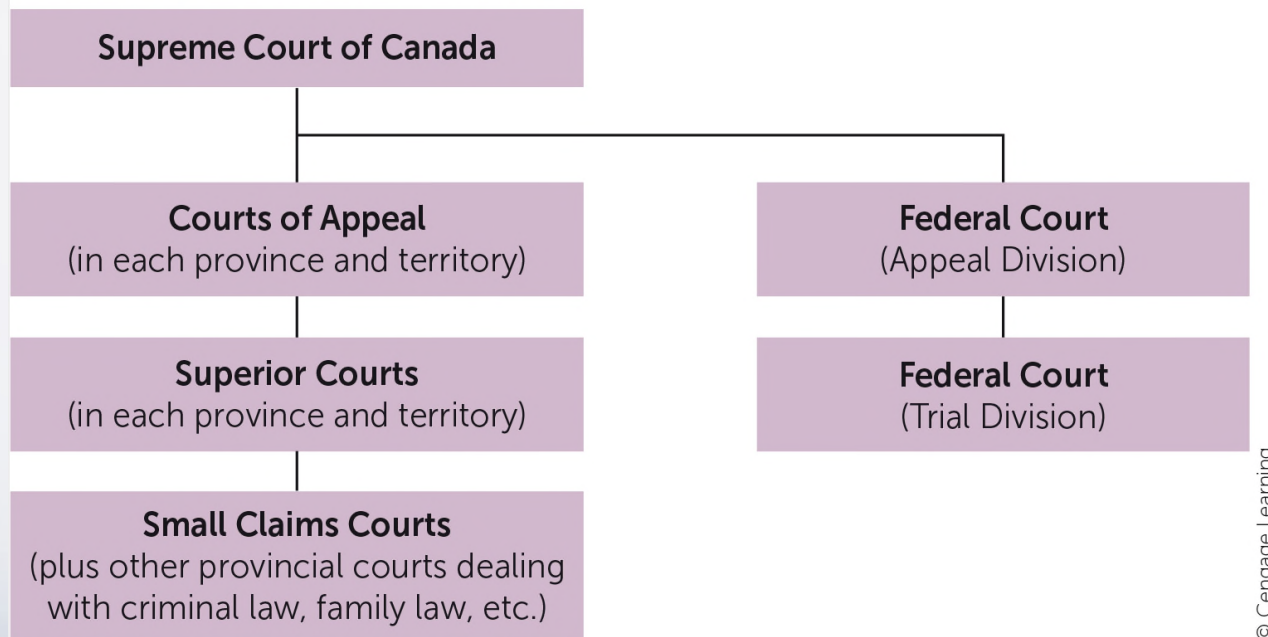 Supreme Court of Canada
Courts of Appeal
(in each province and territory)
Federal Court
(Appeal Division)
Superior Courts
(in each province and territory)
Federal Court
(Trial Division)
Small Claims Courts
(plus other provincial courts dealing
with criminal law, family law, etc.)
© Cengage Learning